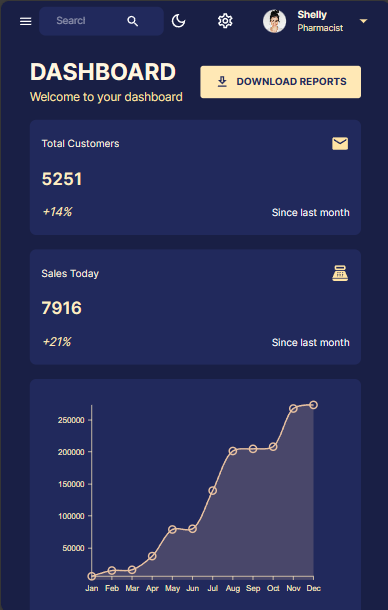 Searcl
Shelly
Pharmacist
DASHBOARD
Welcome to your dashboard
DOWNLOAD REPORTS
Total Customers
5251
+14%
Since last month
Sales Today
7916
+21%
Since last month
250000
200000
150000
100000
50000
Jan Feb Mar Apr May Jun Jul Aug Sep Oct Nov Dec